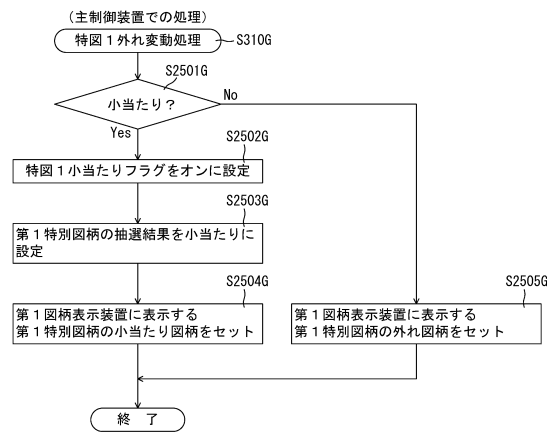 （主制御装置での処理）
特図１外れ変動処理
S310G
S2501G
小当たり？
No
Yes
S2502G
特図１小当たりフラグをオンに設定
S2503G
第１特別図柄の抽選結果を小当たりに
設定
S2504G
第１図柄表示装置に表示する
第１特別図柄の小当たり図柄をセット
S2505G
第１図柄表示装置に表示する
第１特別図柄の外れ図柄をセット
終　了